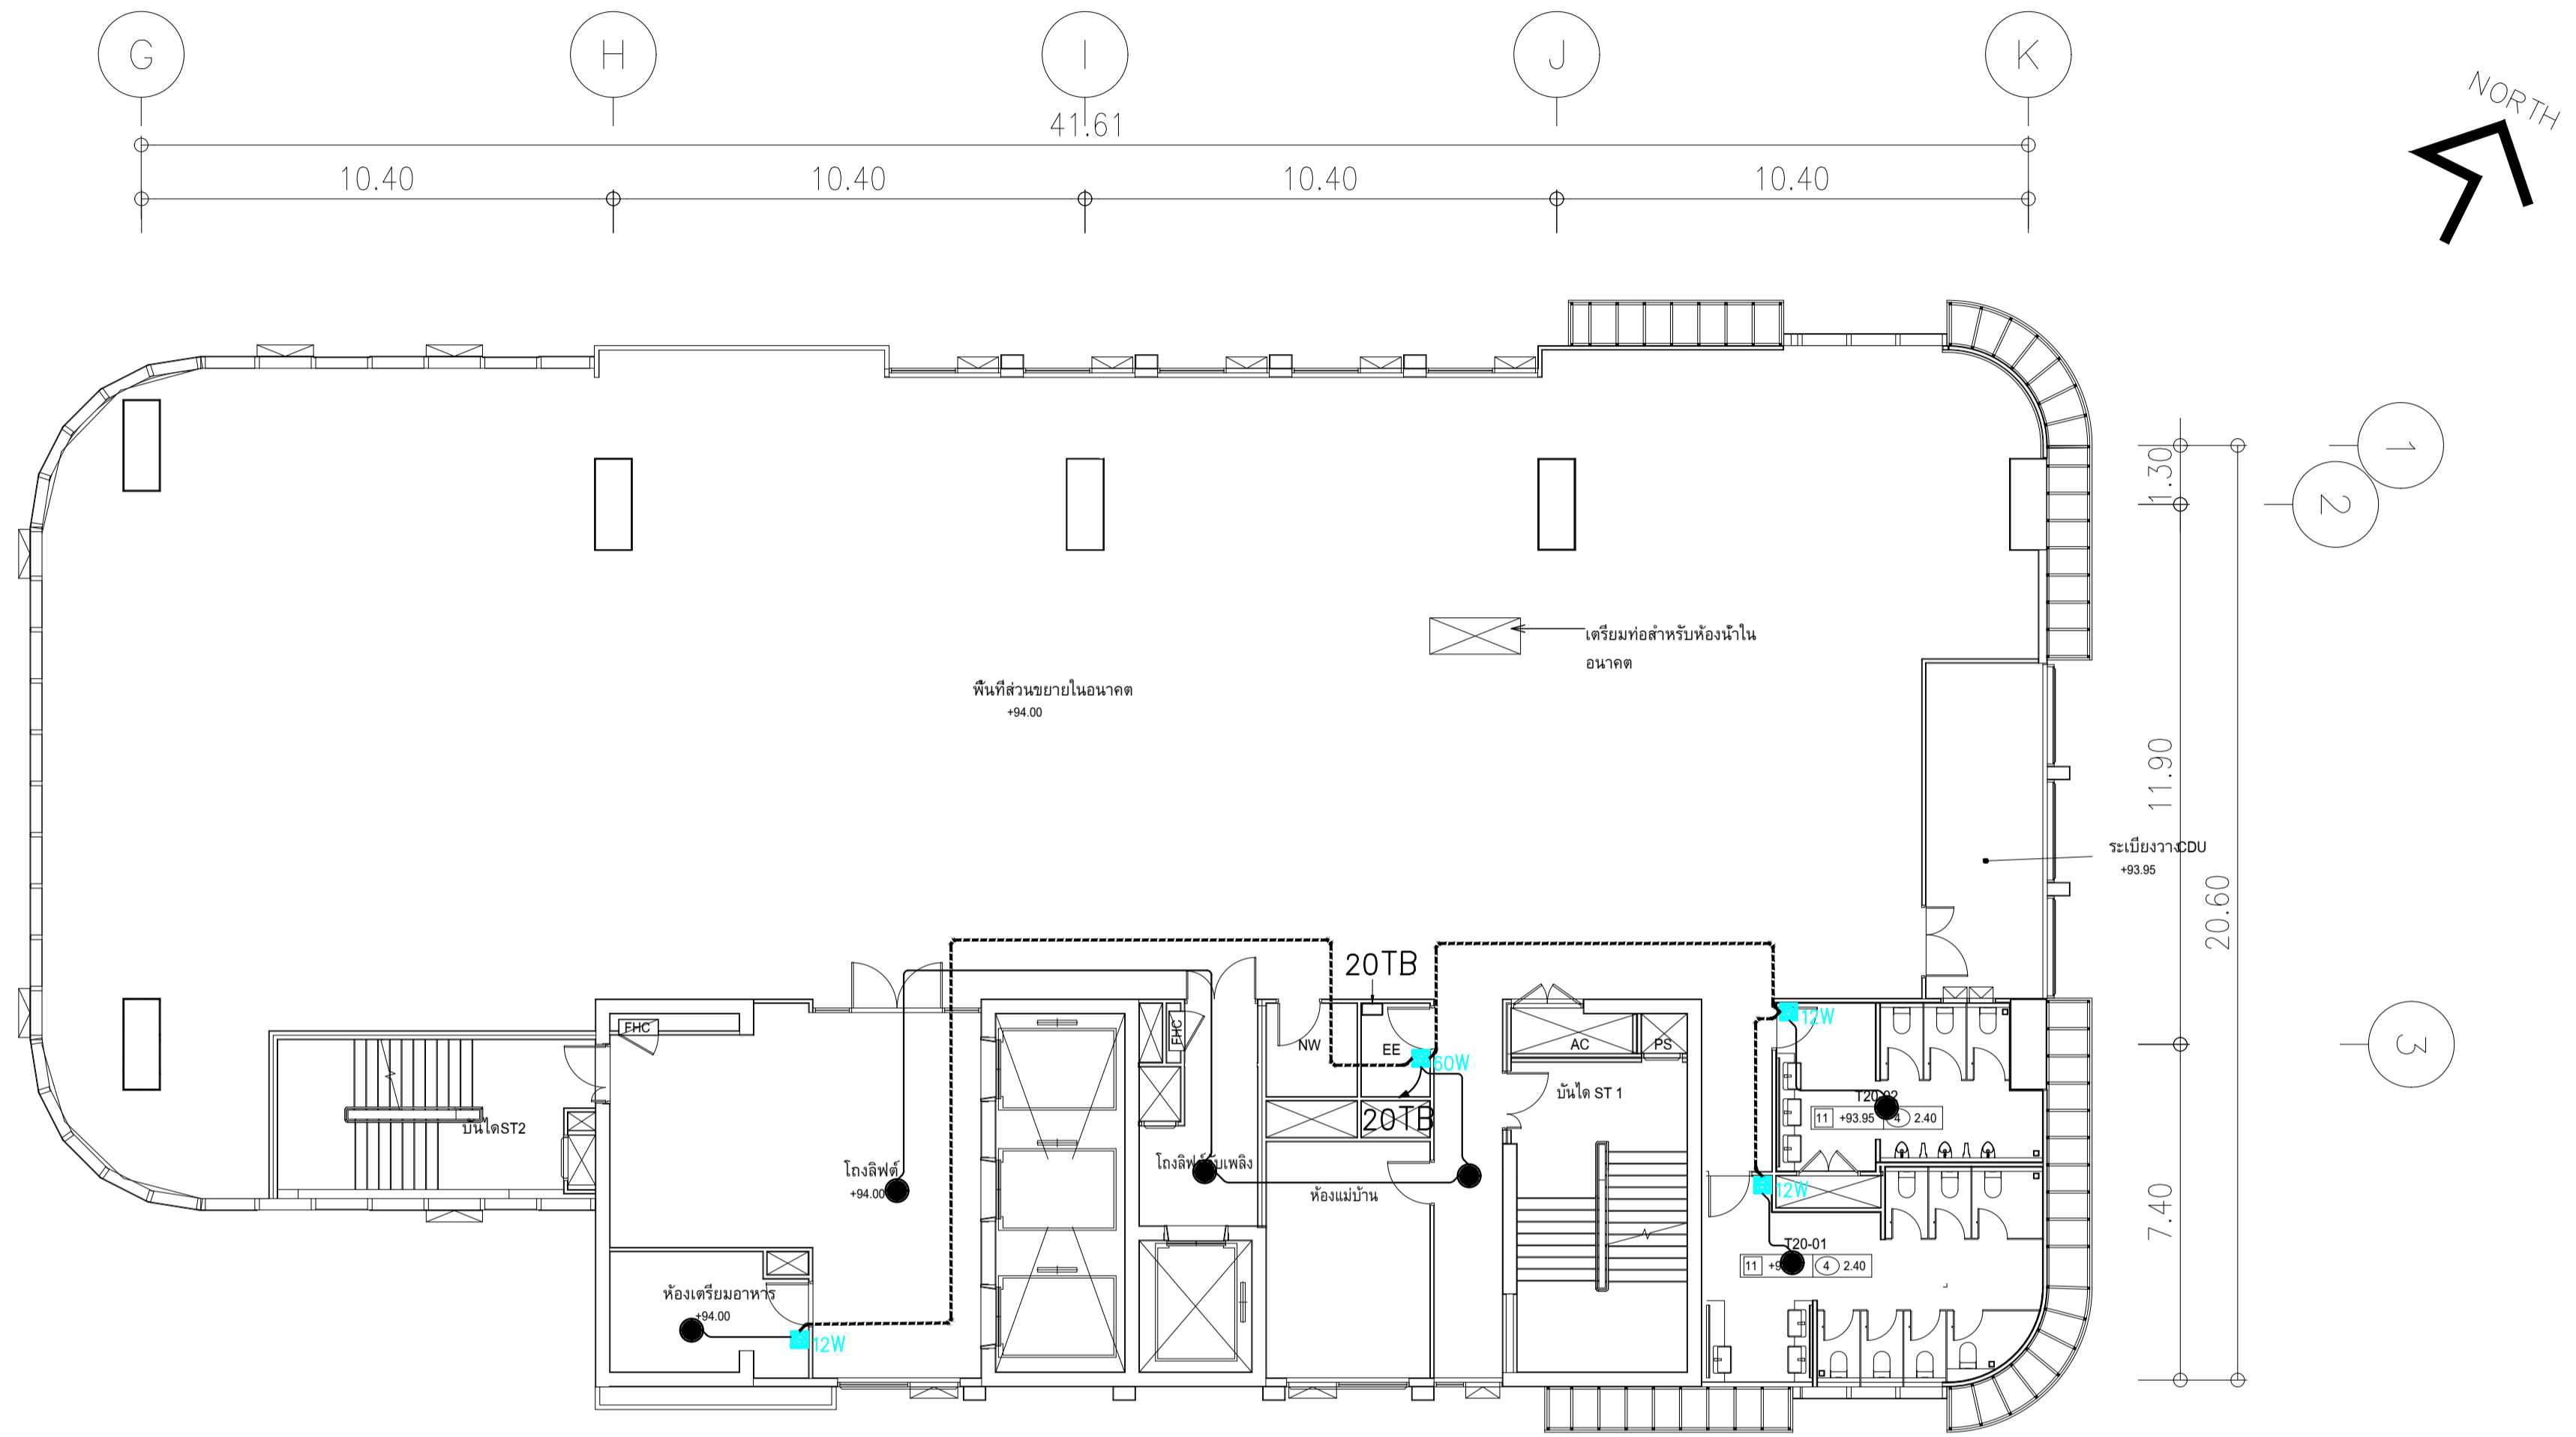 G
H
I
J
K
NORTH
41.61
10.40
10.40
10.40
10.40
1
1.30
2
เตรียมท่อสำหรับห้องน้ำใน
อนาคต
พื้นที่ส่วนขยายในอนาคต
+94.00
11.90
ระเบียงวางCDU
+93.95
20.60
20TB
12W
FHC
FHC
NW
EE
60W
AC
PS
3
บันได ST 1
20TB
บันไดST2
11
+93.95
4
2.40
โถงลิฟต์
+94.00
ห้องแม่บ้าน
12W
7.40
T20-01
11
4
2.40
ห้องเตรียมอาหาร
+94.00
12W